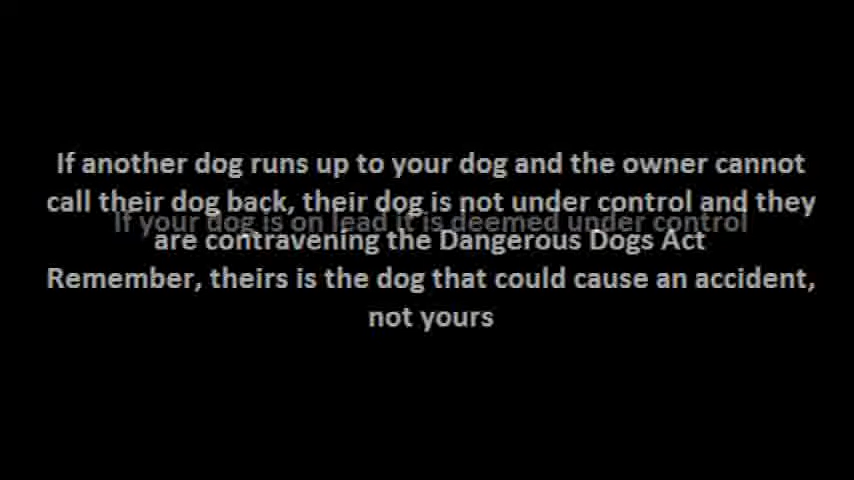 If another dog runs up to your dog and the owner cannot
call their dog back, their dog is not under control and they
If your dog is on lead it is deemed under control
are contravening the Dangerous Dogs Act
Remember, theirs is the dog that could cause an accident,
not yours